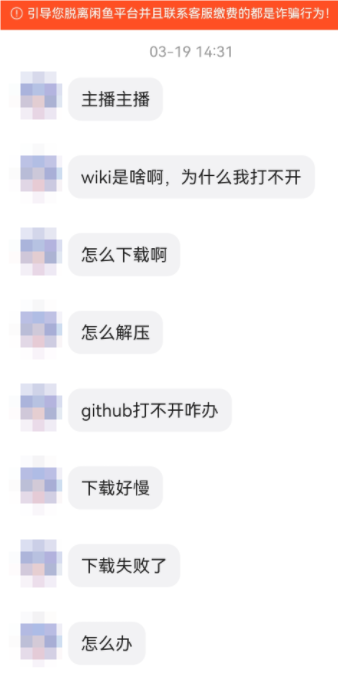 引导您脱离闲鱼平台并且联系客服缴费的都是诈骗行为!
03-19 14:31
主播主播
wiki是啥啊，为什么我打不开
怎么下载啊
怎么解压
github打不开咋办
下载好慢
下载失败了
怎么办